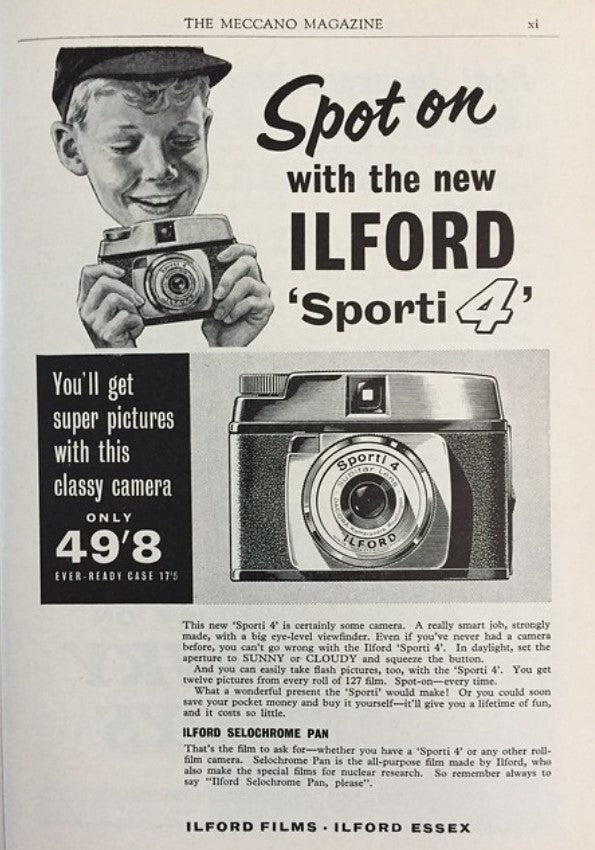 THE MECCANO MAGAZINE xi
Spot on
with the new
ILFORD
'Sporti 4'
You'll get
super pictures
with this
classy camera
ONLY
49'8
EVER-READY CASE 17'5
Sporti 4
ILFORD
Sporti 4
ILFORD
This new 'Sporti 4' is certainly some camera. A really smart job, strongly
made, with a big eye-level viewfinder. Even if you've never had a camera
before, you can't go wrong with the Ilford 'Sporti 4'. In daylight, set the
aperture to SUNNY or CLOUDY and squeeze the button.
And you can easily take flash pictures, too, with the 'Sporti 4'. You get
twelve pictures from every roll of 127 film. Spot-on—every time.
What a wonderful present the 'Sporti' would make! Or you could soon
save your pocket money and buy it yourself—it'll give you a lifetime of fun,
and it costs so little.
ILFORD SELOCHROME PAN
That's the film to ask for—whether you have a 'Sporti 4' or any other roll-
film camera. Selochrome Pan is the all-purpose film made by Ilford, who
also make the special films for nuclear research. So remember always to
say "Ilford Selochrome Pan, please".
ILFORD FILMS · ILFORD ESSEX